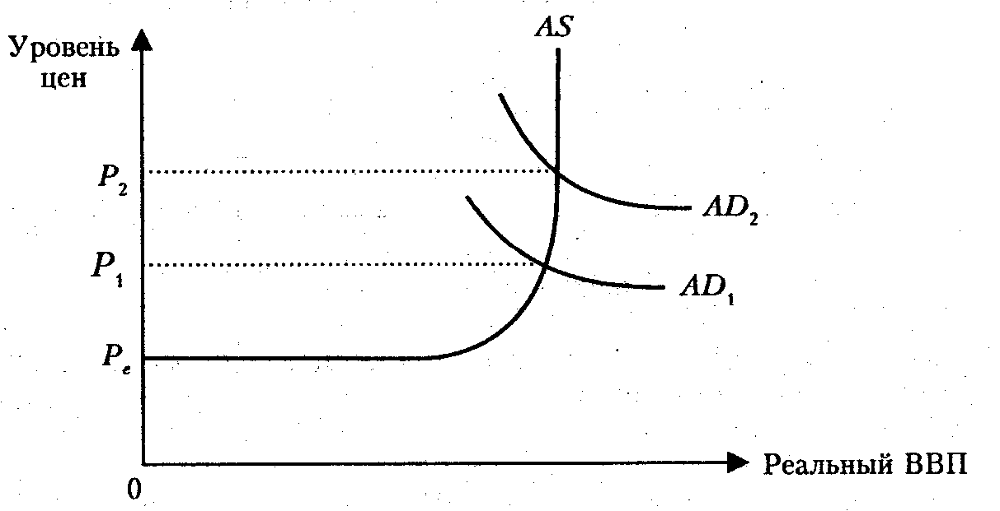 AS
Уровень
цен
P₂
AD₂
P₁
AD₁
Pₑ
Реальный ВВП
0